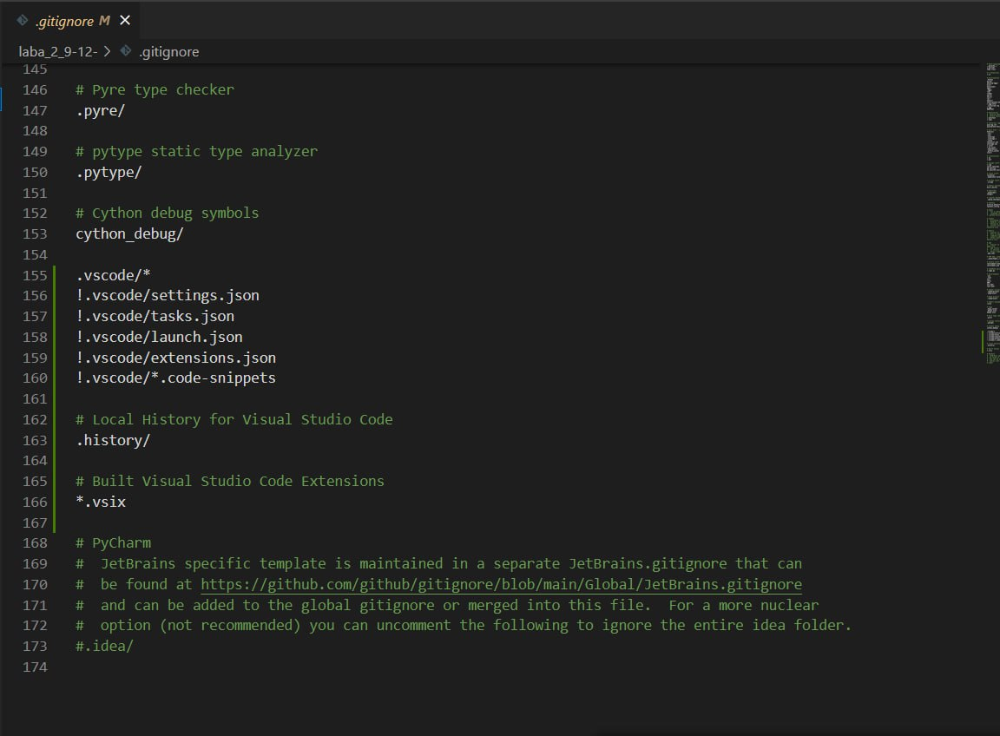 .gitignore M ×
laba_2_9-12- > .gitignore
145
146 # Pyre type checker
147 .pyre/
148
149 # pytype static type analyzer
150 .pytype/
151
152 # Cython debug symbols
153 cython_debug/
154
155 .vscode/*
156 !.vscode/settings.json
157 !.vscode/tasks.json
158 !.vscode/launch.json
159 !.vscode/extensions.json
160 !.vscode/*.code-snippets
161
162 # Local History for Visual Studio Code
163 .history/
164
165 # Built Visual Studio Code Extensions
166 *.vsix
167
168 # PyCharm
169 #  JetBrains specific template is maintained in a separate JetBrains.gitignore that can
170 #  be found at https://github.com/github/gitignore/blob/main/Global/JetBrains.gitignore
171 #  and can be added to the global gitignore or merged into this file.  For a more nuclear
172 #  option (not recommended) you can uncomment the following to ignore the entire idea folder.
173 #.idea/
174